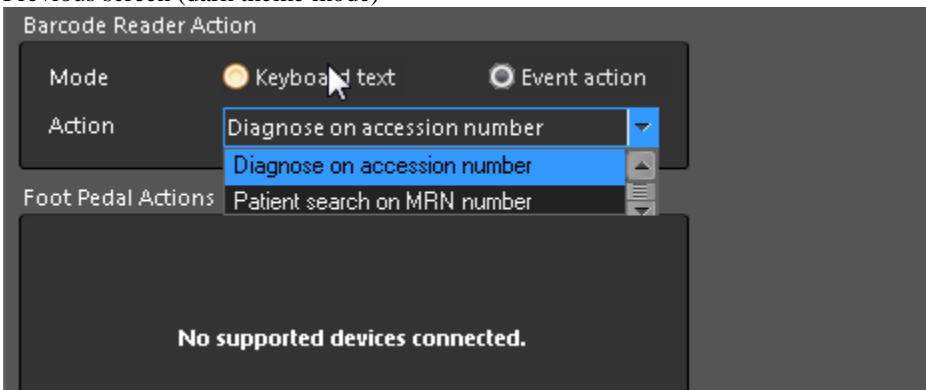 Barcode Reader Action
Mode Keyboard text Event action
Action Diagnose on accession number
Diagnose on accession number
Patient search on MRN number
Foot Pedal Actions
No supported devices connected.